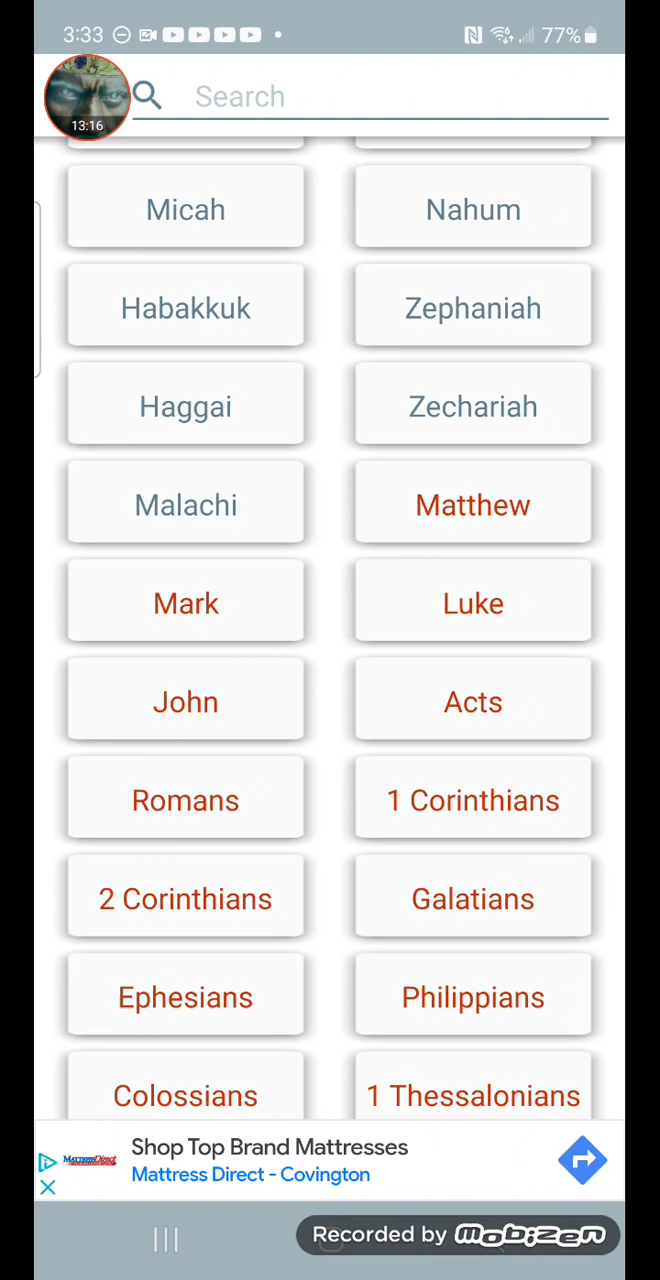 3:33 77%
13:16
Search
Micah Nahum
Habakkuk Zephaniah
Haggai Zechariah
Malachi Matthew
Mark Luke
John Acts
Romans 1 Corinthians
2 Corinthians Galatians
Ephesians Philippians
Colossians 1 Thessalonians
Shop Top Brand Mattresses
MattressDirect
Mattress Direct - Covington
Recorded by mobizen